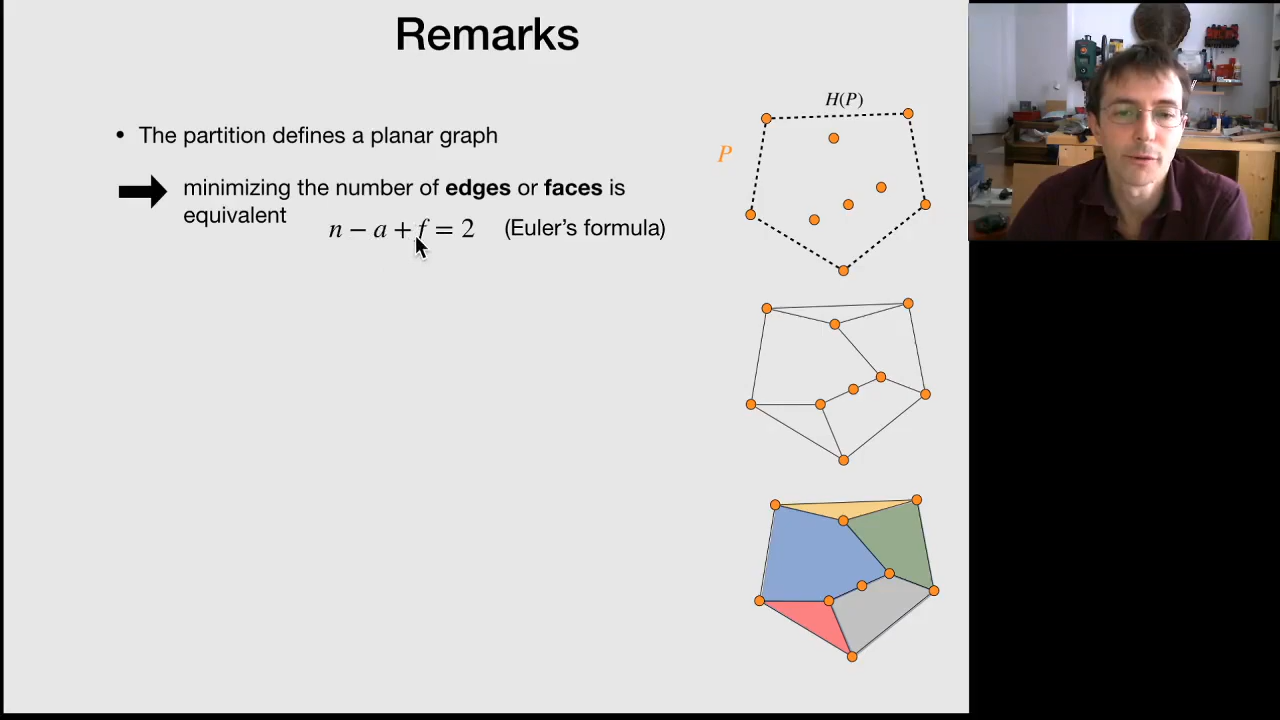 Remarks
• The partition defines a planar graph
minimizing the number of edges or faces is
equivalent
n − a + f = 2 (Euler’s formula)
H(P)
P